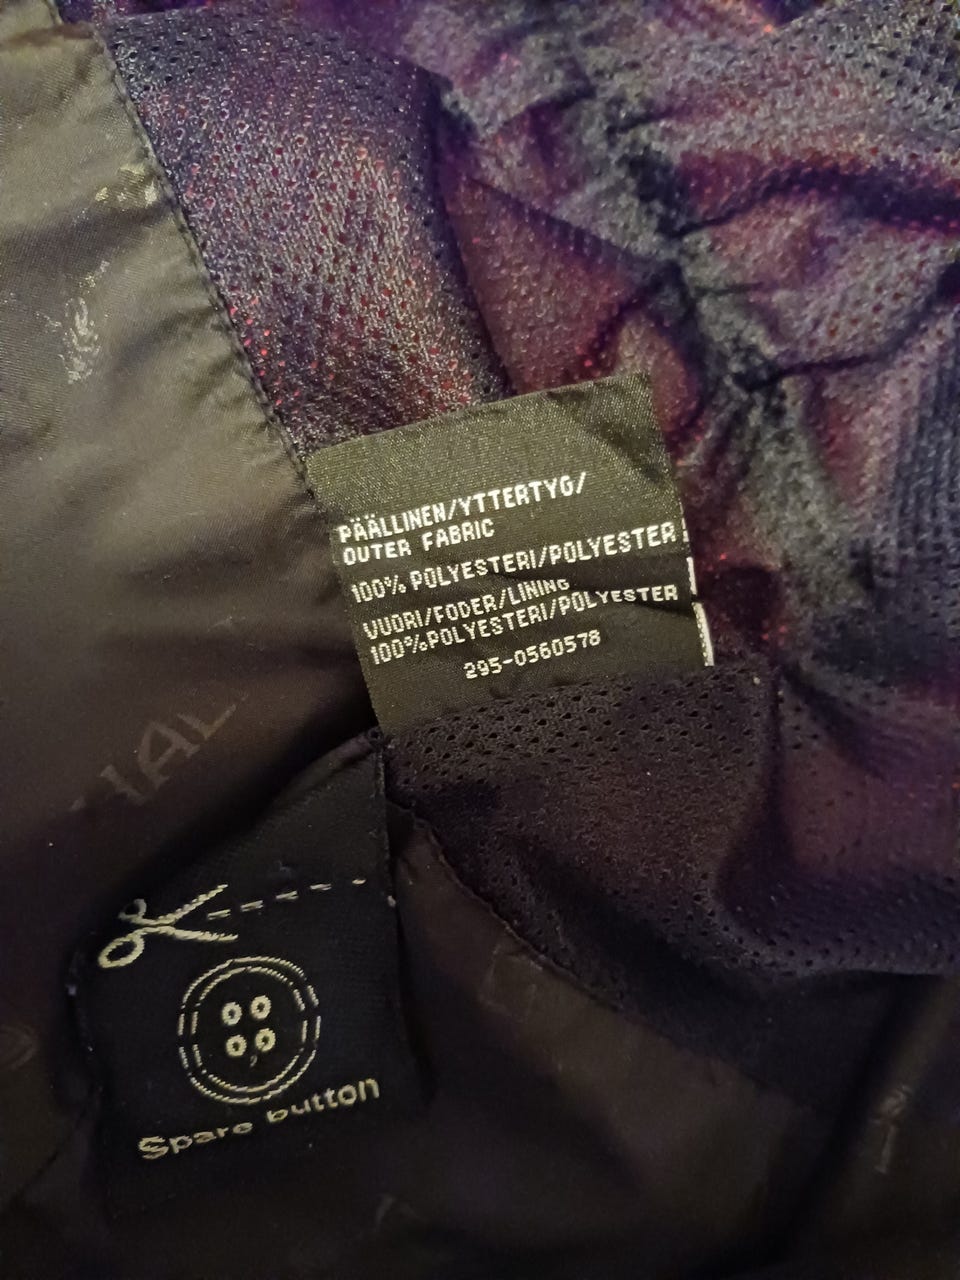 PÄÄLLINEN/YTTERTYG/
OUTER FABRIC
100% POLYESTERI/POLYESTER
VUORI/FODER/LINING
100%POLYESTERI/POLYESTER
295-0560578
Spare button